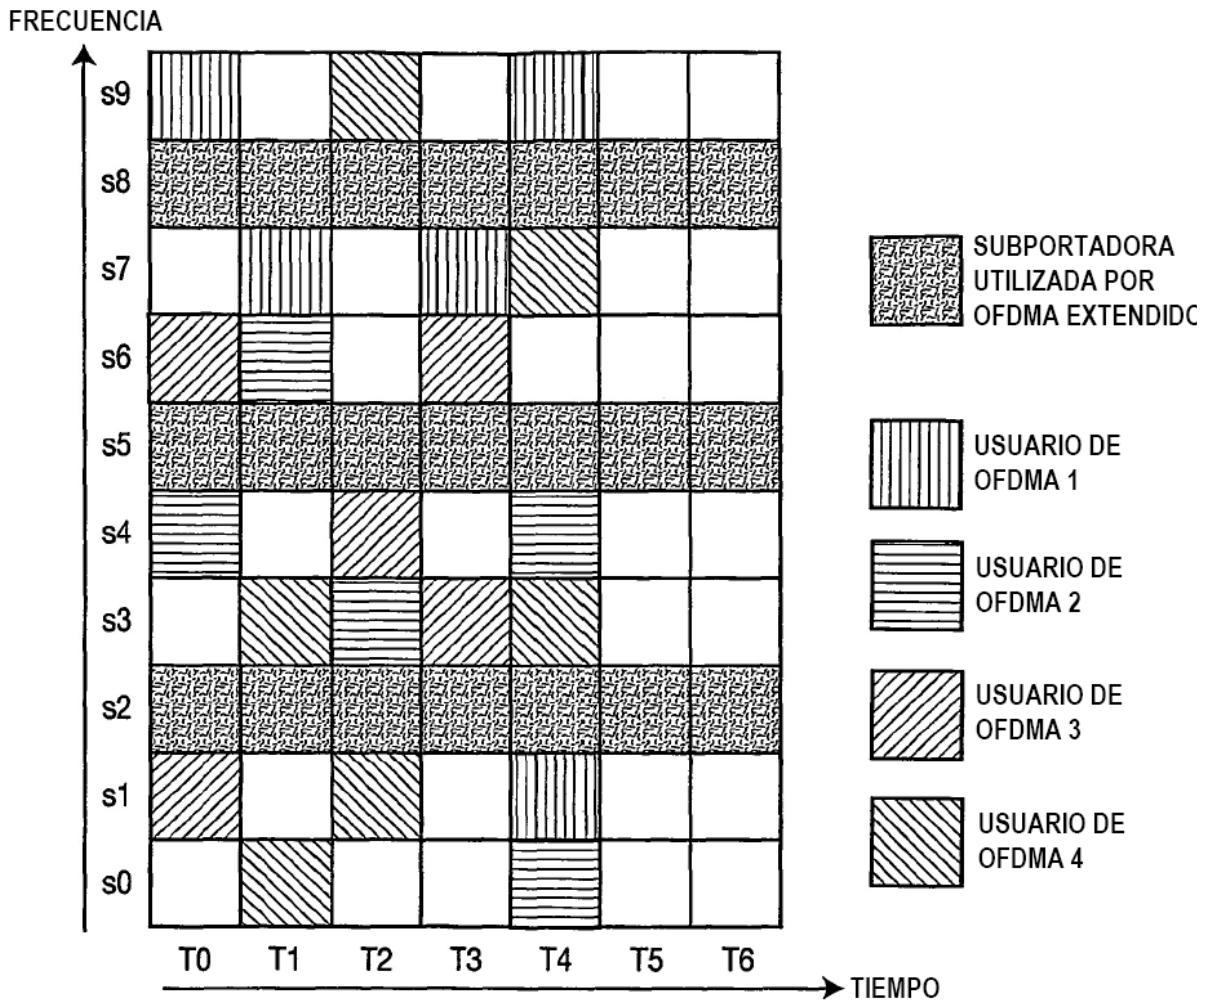 FRECUENCIA
s9
s8
s7
s6
s5
s4
s3
s2
s1
s0
T0 T1 T2 T3 T4 T5 T6
TIEMPO
SUBPORTADORA
UTILIZADA POR
OFDMA EXTENDIDO
USUARIO DE
OFDMA 1
USUARIO DE
OFDMA 2
USUARIO DE
OFDMA 3
USUARIO DE
OFDMA 4